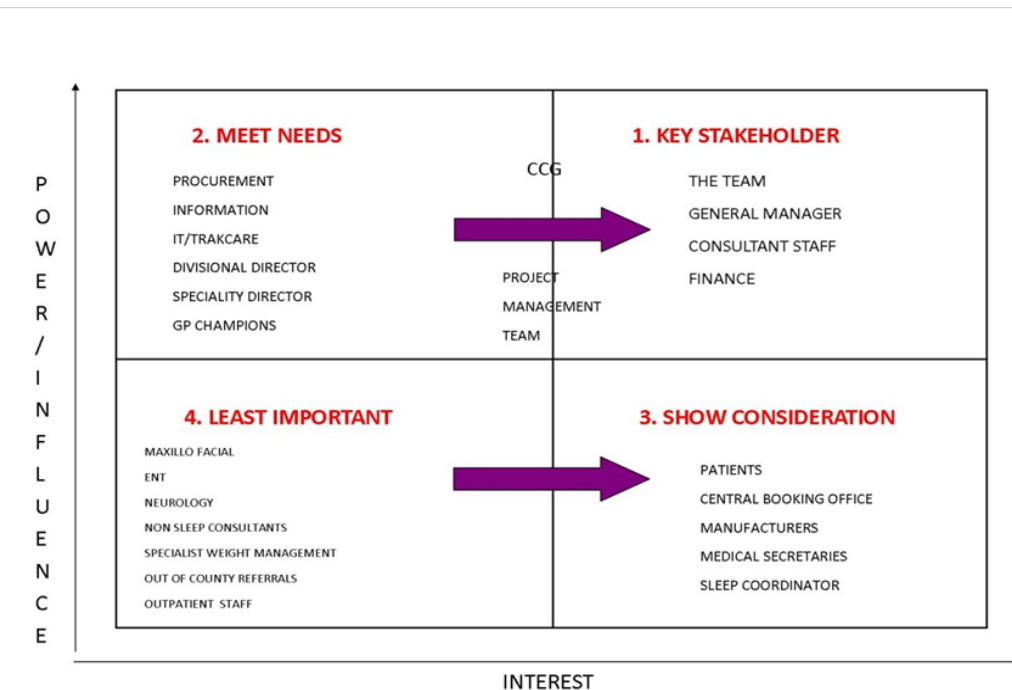 POWER/INFLUENCE
2. MEET NEEDS
PROCUREMENT
INFORMATION
IT/TRAKCARE
DIVISIONAL DIRECTOR
SPECIALITY DIRECTOR
GP CHAMPIONS
CCG
PROJECT
MANAGEMENT
TEAM
1. KEY STAKEHOLDER
THE TEAM
GENERAL MANAGER
CONSULTANT STAFF
FINANCE
4. LEAST IMPORTANT
MAXILLO FACIAL
ENT
NEUROLOGY
NON SLEEP CONSULTANTS
SPECIALIST WEIGHT MANAGEMENT
OUT OF COUNTY REFERRALS
OUTPATIENT STAFF
3. SHOW CONSIDERATION
PATIENTS
CENTRAL BOOKING OFFICE
MANUFACTURERS
MEDICAL SECRETARIES
SLEEP COORDINATOR
INTEREST